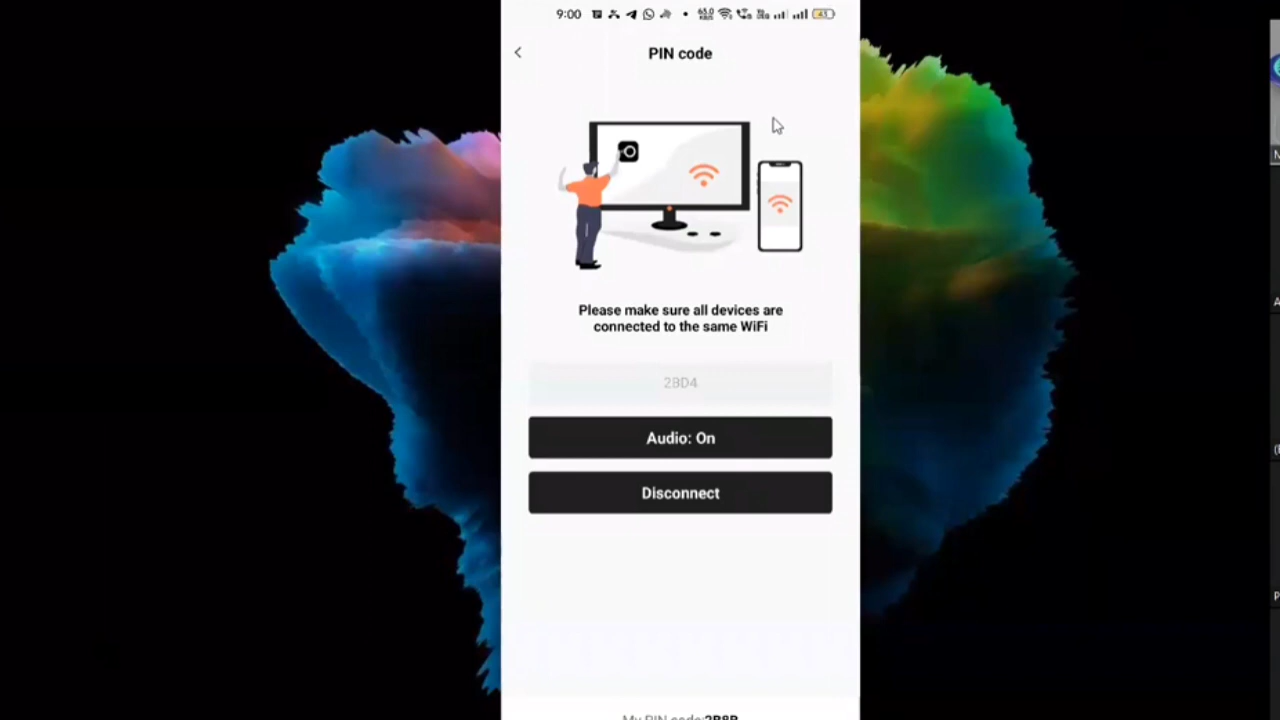 9:00
PIN code
Please make sure all devices are
connected to the same WiFi
2BD4
Audio: On
Disconnect
My PIN code:2B8B